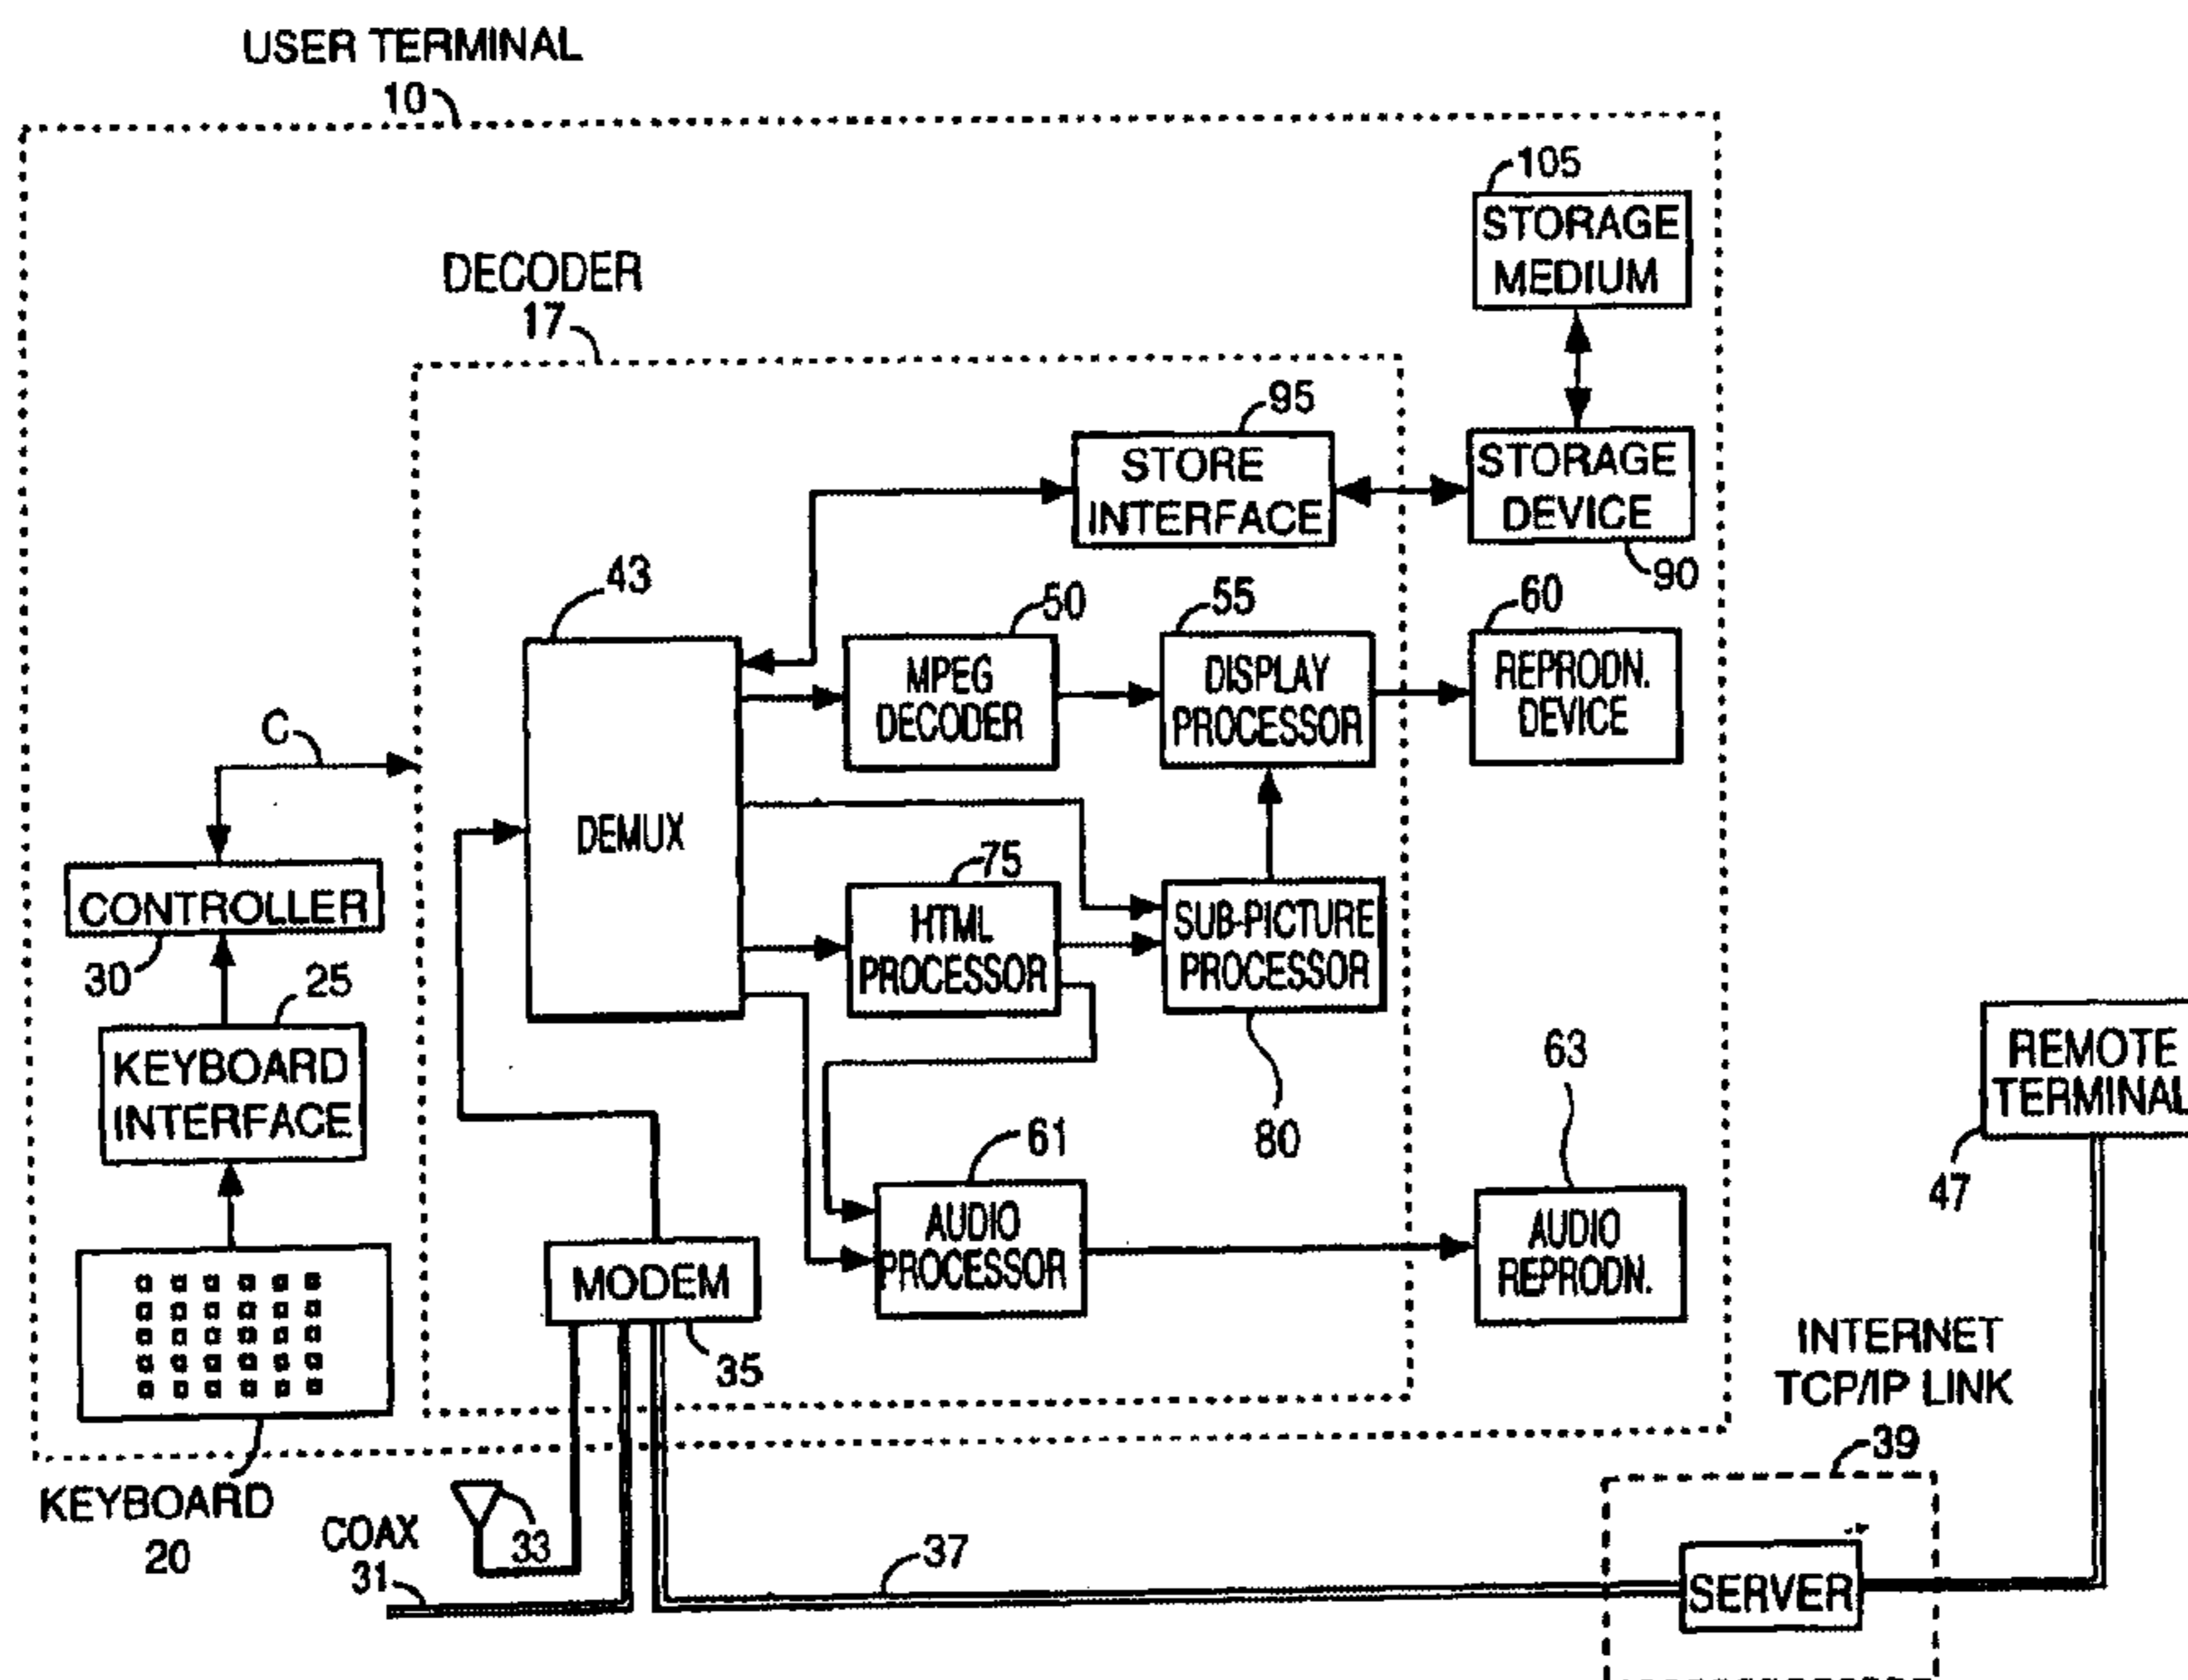 USER TERMINAL
10
105
STORAGE
MEDIUM
DECODER
17
95
STORE
INTERFACE
STORAGE
DEVICE
90
43
50
55
60
MPEG
DECODER
DISPLAY
PROCESSOR
REPRODN.
DEVICE
C
DEMUX
75
CONTROLLER
30
HTML
PROCESSOR
SUB-PICTURE
PROCESSOR
25
KEYBOARD
INTERFACE
63
REMOTE
TERMINAL
47
61
80
AUDIO
PROCESSOR
AUDIO
REPRODN.
MODEM
35
INTERNET
TCP/IP LINK
39
KEYBOARD
20
COAX
31
33
37
SERVER